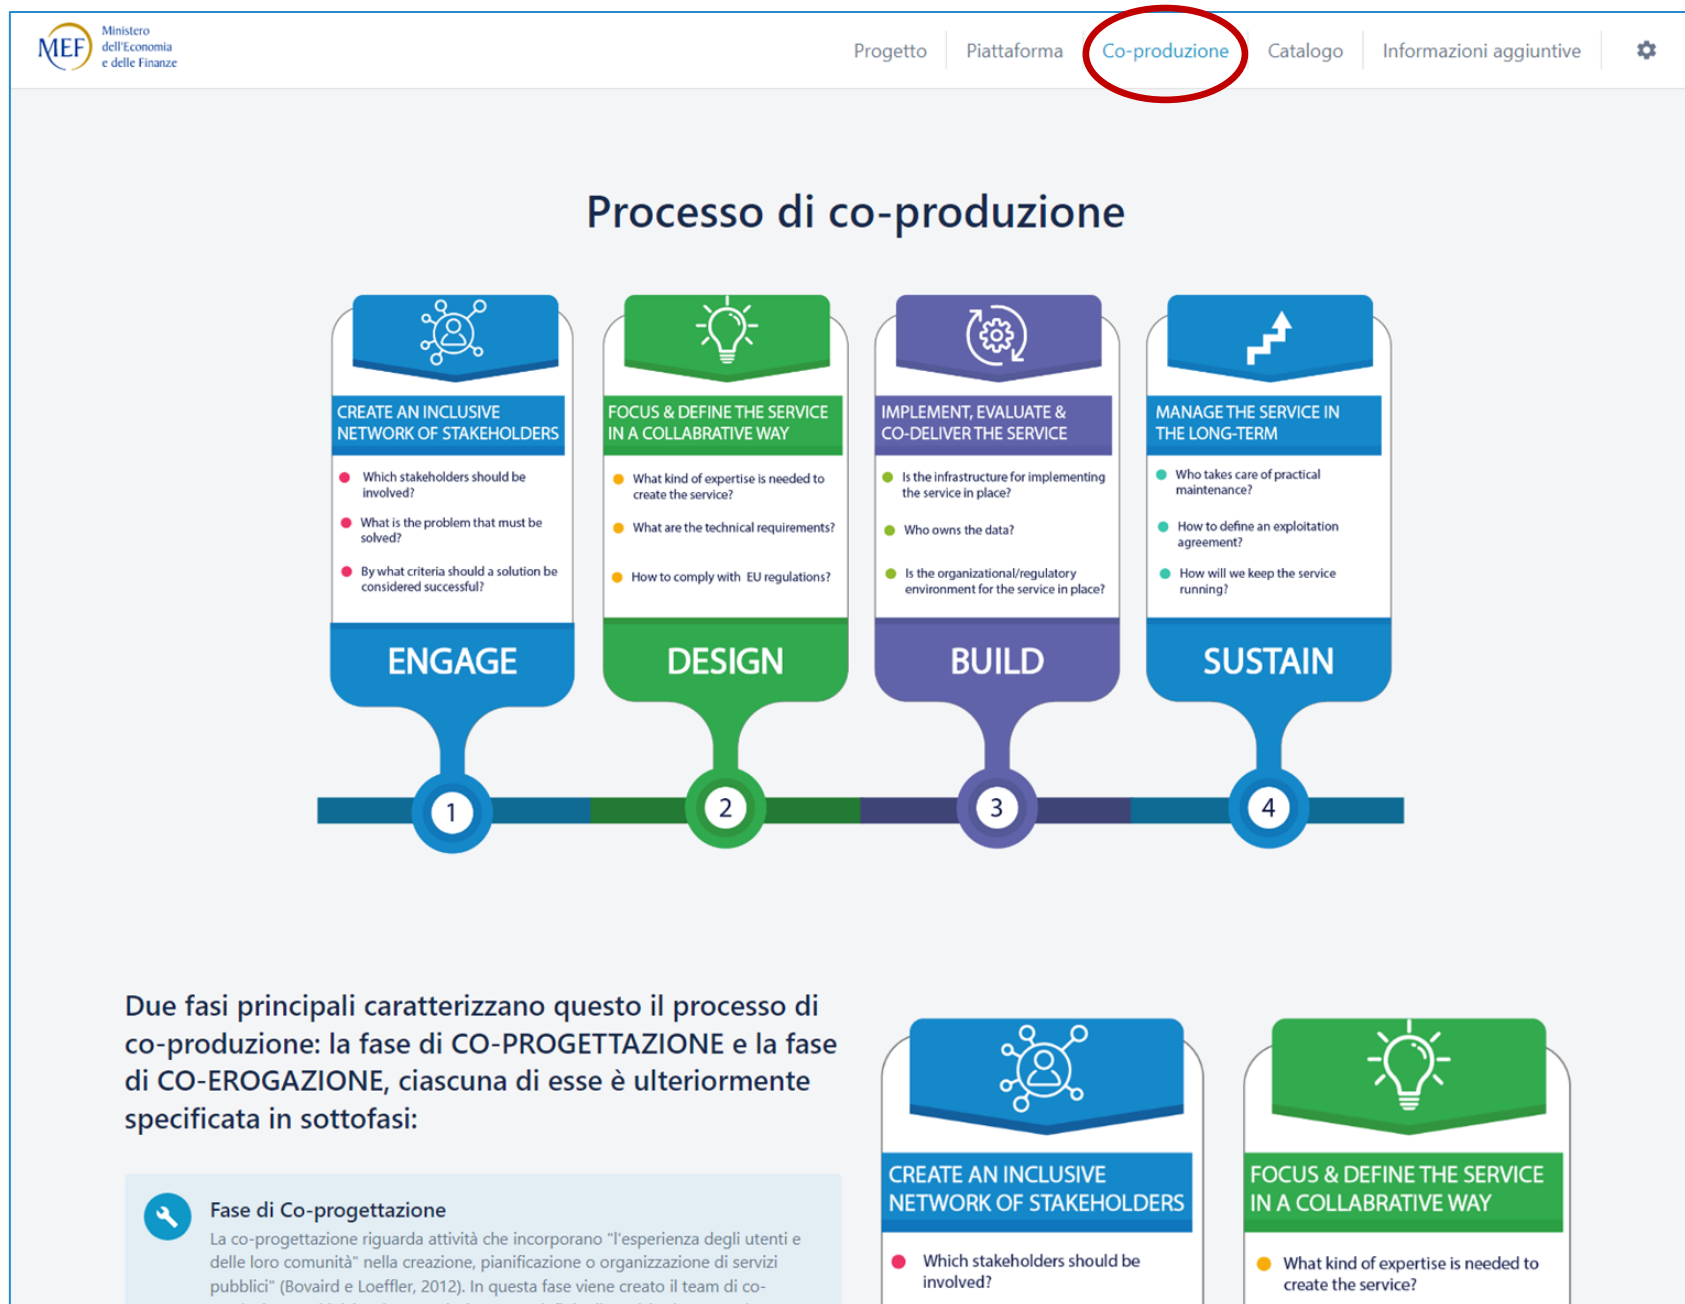 MEF
Ministero
dell'Economia
e delle Finanze
Progetto
Piattaforma
Co-produzione
Catalogo
Informazioni aggiuntive
Processo di co-produzione
CREATE AN INCLUSIVE
NETWORK OF STAKEHOLDERS
Which stakeholders should be
involved?
What is the problem that must be
solved?
By what criteria should a solution be
considered successful?
ENGAGE
1
FOCUS & DEFINE THE SERVICE
IN A COLLABRATIVE WAY
What kind of expertise is needed to
create the service?
What are the technical requirements?
How to comply with EU regulations?
DESIGN
2
IMPLEMENT, EVALUATE &
CO-DELIVER THE SERVICE
Is the infrastructure for implementing
the service in place?
Who owns the data?
Is the organizational/regulatory
environment for the service in place?
BUILD
3
MANAGE THE SERVICE IN
THE LONG-TERM
Who takes care of practical
maintenance?
How to define an exploitation
agreement?
How will we keep the service
running?
SUSTAIN
4
Due fasi principali caratterizzano questo il processo di
co-produzione: la fase di CO-PROGETTAZIONE e la fase
di CO-EROGAZIONE, ciascuna di esse è ulteriormente
specificata in sottofasi:
Fase di Co-progettazione
La co-progettazione riguarda attività che incorporano "l'esperienza degli utenti e
delle loro comunità" nella creazione, pianificazione o organizzazione di servizi
pubblici" (Bovaird e Loeffler, 2012). In questa fase viene creato il team di co-
CREATE AN INCLUSIVE
NETWORK OF STAKEHOLDERS
Which stakeholders should be
involved?
FOCUS & DEFINE THE SERVICE
IN A COLLABRATIVE WAY
What kind of expertise is needed to
create the service?